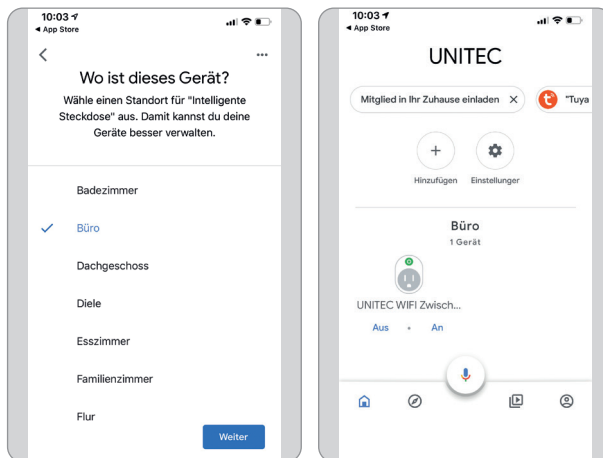 10:03
◀ App Store
Wo ist dieses Gerät?
Wähle einen Standort für "Intelligente
Steckdose" aus. Damit kannst du deine
Geräte besser verwalten.
Badezimmer
Büro
Dachgeschoss
Diele
Esszimmer
Familienzimmer
Flur
Weiter
10:03
◀ App Store
UNITEC
Mitglied in Ihr Zuhause einladen X
"Tuya
Hinzufügen Einstellunger
Büro
1 Gerät
UNITEC WIFI Zwisch...
Aus • An